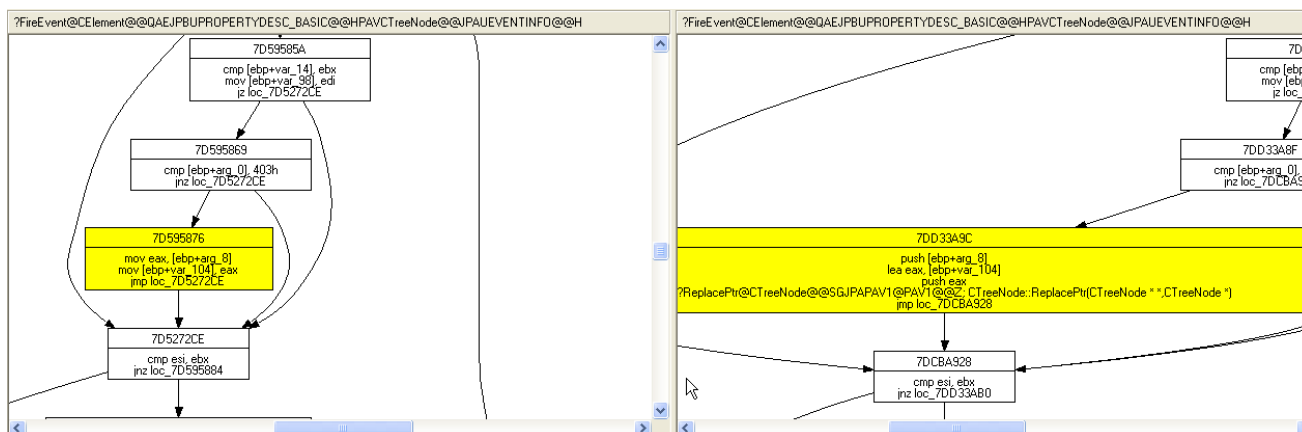 ?FireEvent@CElement@@QAEJPBUPROPERTYDESC_BASIC@@HPAVCTreeNode@@JPAUEVENTINFO@@H
7D59585A
cmp [ebp+var_14], ebx
mov [ebp+var_98], edi
jz loc_7D5272CE
7D595869
cmp [ebp+arg_0], 403h
jnz loc_7D5272CE
7D595876
mov eax, [ebp+arg_8]
mov [ebp+var_104], eax
jmp loc_7D5272CE
7D5272CE
cmp esi, ebx
jnz loc_7D595884
?FireEvent@CElement@@QAEJPBUPROPERTYDESC_BASIC@@HPAVCTreeNode@@JPAUEVENTINFO@@H
7D
cmp [ebp
mov [ebp
jz loc_
7DD33A8F
cmp [ebp+arg_0],
jnz loc_7DCBA9
7DD33A9C
push [ebp+arg_8]
lea eax, [ebp+var_104]
push eax
?ReplacePtr@CTreeNode@@SGJPAPAV1@PAV1@@Z; CTreeNode::ReplacePtr(CTreeNode * *,CTreeNode *)
jmp loc_7DCBA928
7DCBA928
cmp esi, ebx
jnz loc_7DD33AB0